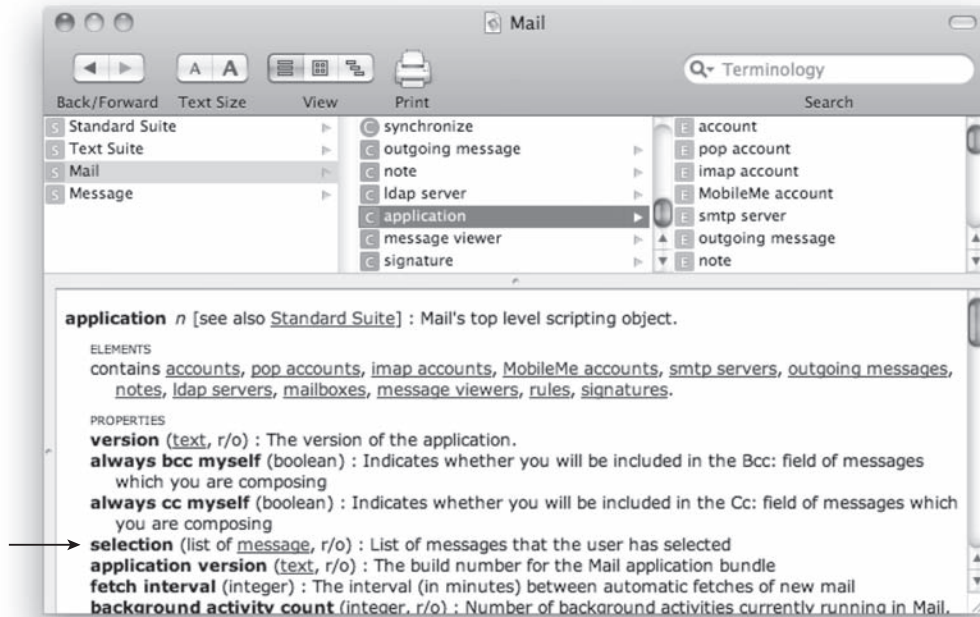 Mail
A A
Terminology
Back/Forward Text Size View Print Search
S Standard Suite
S Text Suite
S Mail
S Message
C synchronize
C outgoing message
C note
C ldap server
C application
C message viewer
C signature
E account
E pop account
E imap account
E MobileMe account
E smtp server
E outgoing message
E note
application n [see also Standard Suite] : Mail's top level scripting object.
ELEMENTS
contains accounts, pop accounts, imap accounts, MobileMe accounts, smtp servers, outgoing messages,
notes, ldap servers, mailboxes, message viewers, rules, signatures.
PROPERTIES
version (text, r/o) : The version of the application.
always bcc myself (boolean) : Indicates whether you will be included in the Bcc: field of messages
which you are composing
always cc myself (boolean) : Indicates whether you will be included in the Cc: field of messages which
you are composing
selection (list of message, r/o) : List of messages that the user has selected
application version (text, r/o) : The build number for the Mail application bundle
fetch interval (integer) : The interval (in minutes) between automatic fetches of new mail
background activity count (integer, r/o) : Number of background activities currently running in Mail,